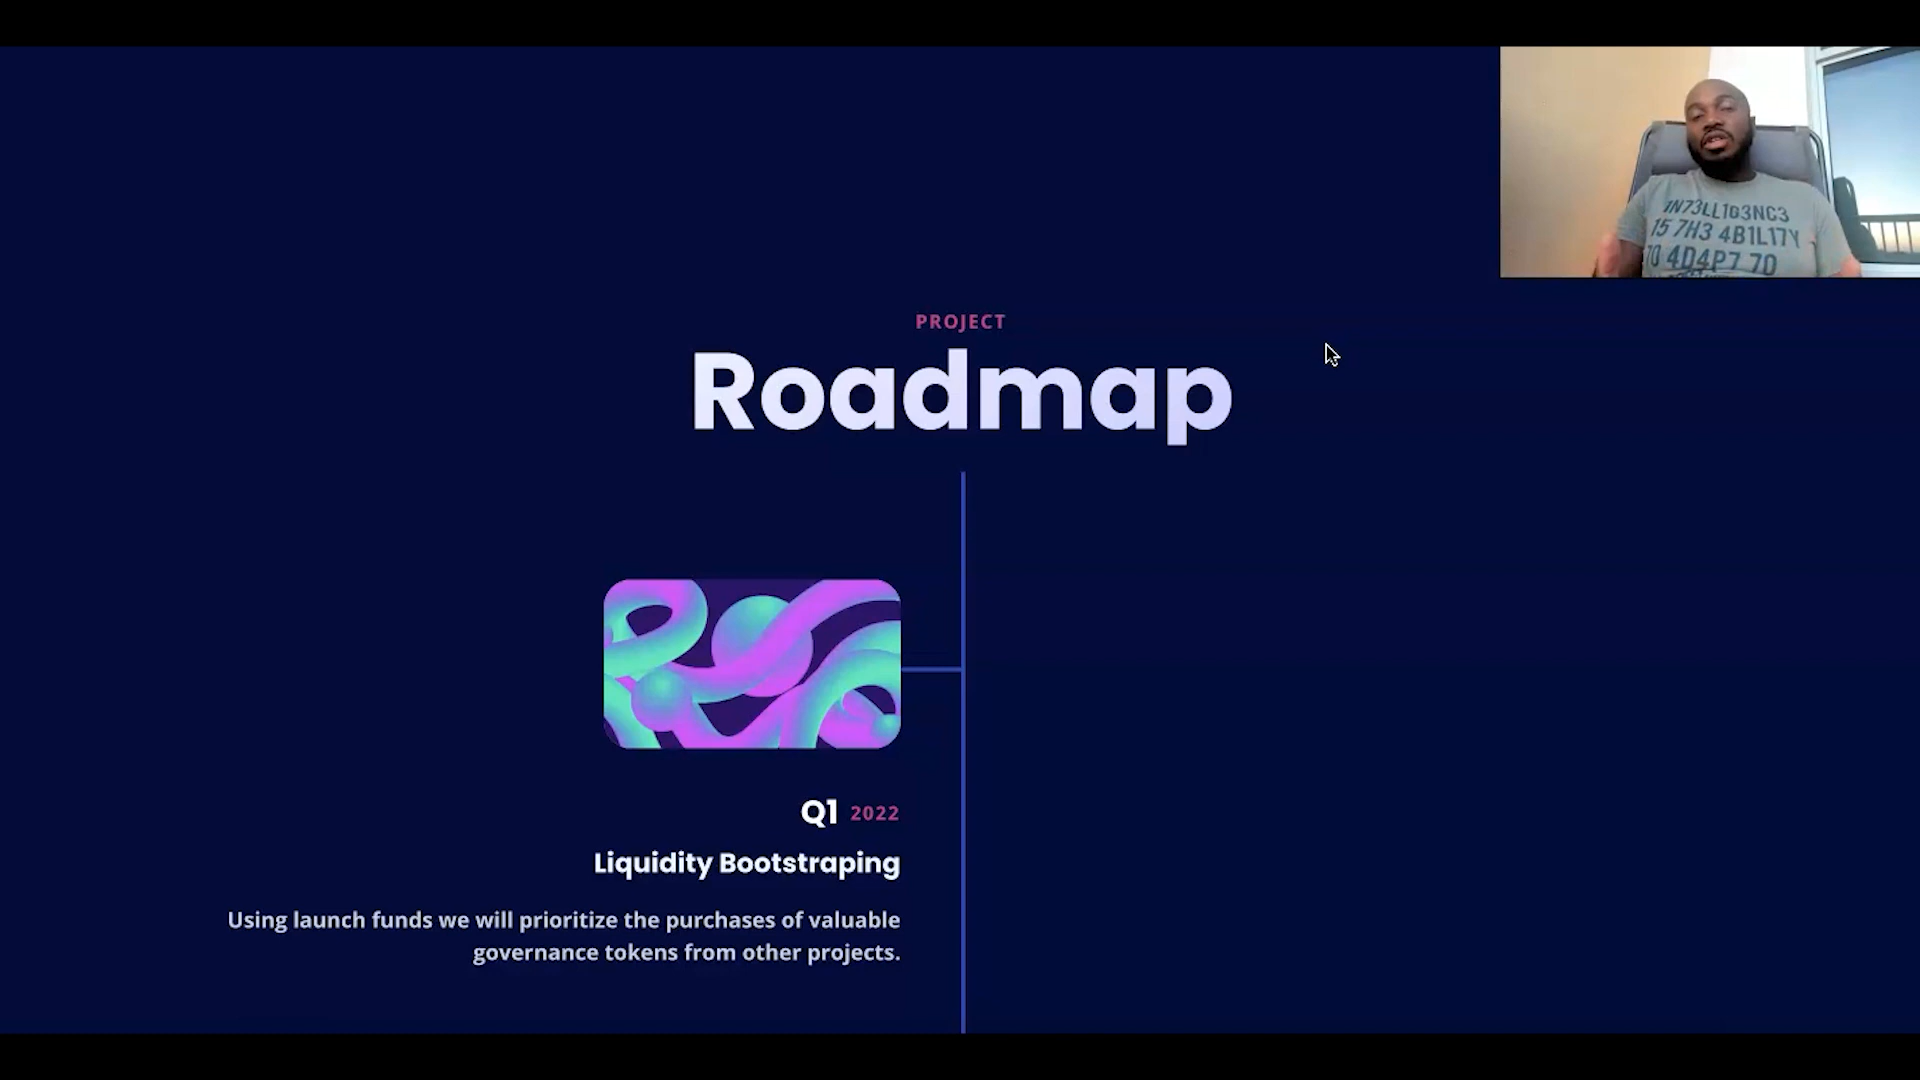 1N73LL1G3NC3
15 7H3 4B1L17Y
70 4D4P7 70
PROJECT
Roadmap
Q1 2022
Liquidity Bootstraping
Using launch funds we will prioritize the purchases of valuable
governance tokens from other projects.